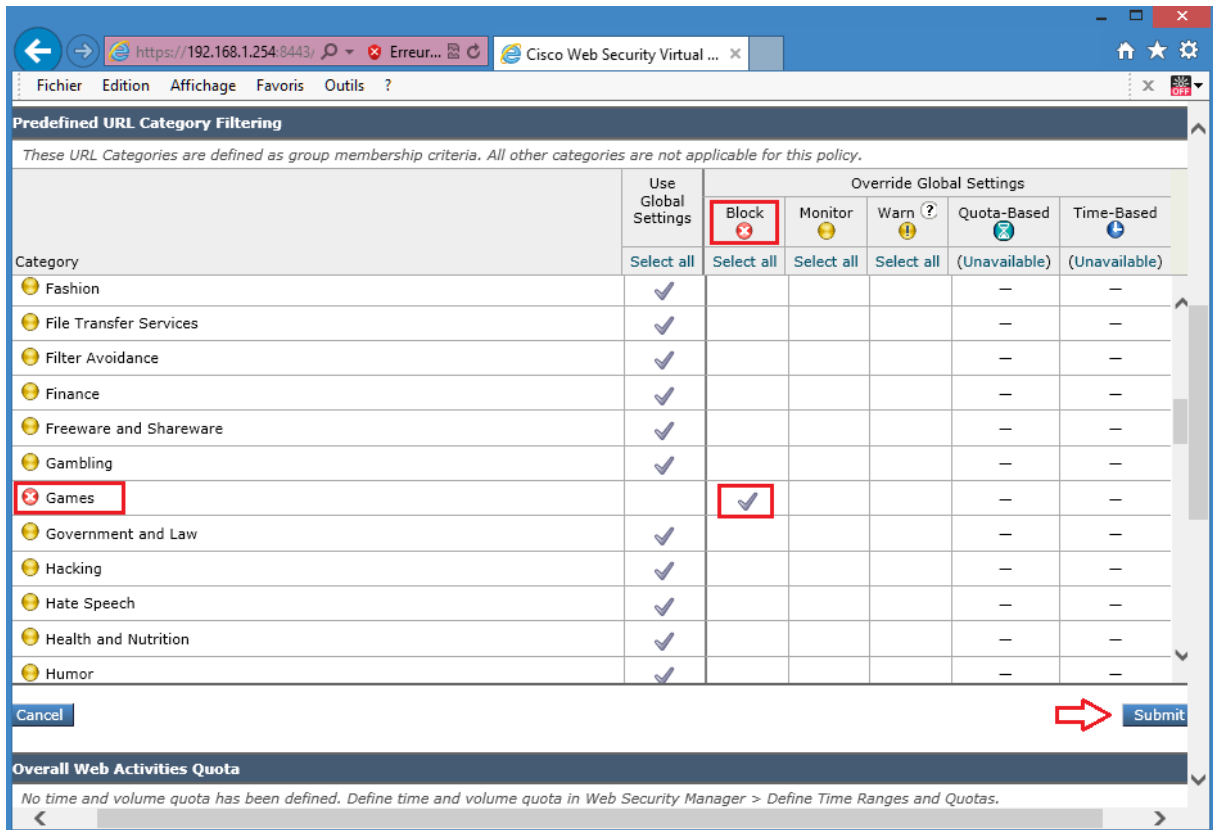 https://192.168.1.254:8443/ Erreur... Cisco Web Security Virtual ...
Fichier Edition Affichage Favoris Outils ?
OFF
Predefined URL Category Filtering
These URL Categories are defined as group membership criteria. All other categories are not applicable for this policy.
Use Global Settings
Override Global Settings
Block Monitor Warn ? Quota-Based Time-Based
Category Select all Select all Select all Select all (Unavailable) (Unavailable)
Fashion — —
File Transfer Services — —
Filter Avoidance — —
Finance — —
Freeware and Shareware — —
Gambling — —
Games — —
Government and Law — —
Hacking — —
Hate Speech — —
Health and Nutrition — —
Humor — —
Cancel Submit
Overall Web Activities Quota
No time and volume quota has been defined. Define time and volume quota in Web Security Manager > Define Time Ranges and Quotas.